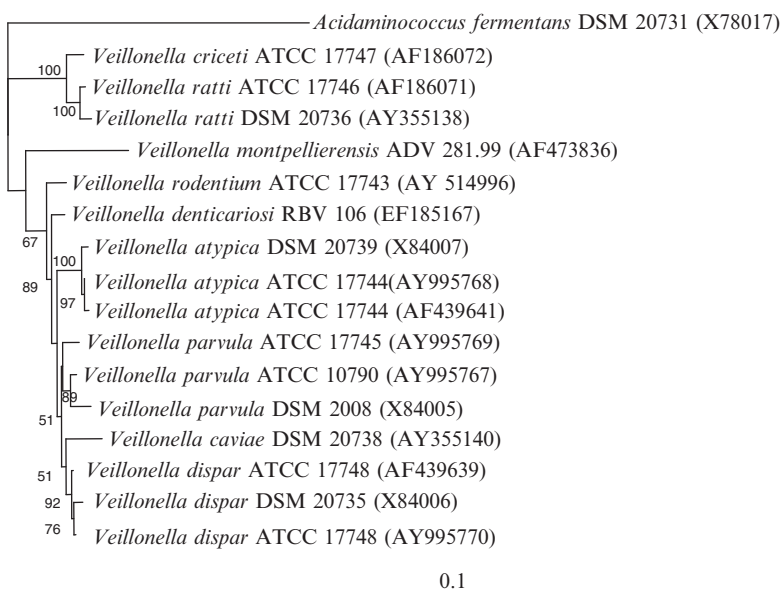 Acidaminococcus fermentans DSM 20731 (X78017)
Veillonella criceti ATCC 17747 (AF186072)
100
Veillonella ratti ATCC 17746 (AF186071)
100
Veillonella ratti DSM 20736 (AY355138)
Veillonella montpellierensis ADV 281.99 (AF473836)
Veillonella rodentium ATCC 17743 (AY 514996)
Veillonella denticariosi RBV 106 (EF185167)
67
Veillonella atypica DSM 20739 (X84007)
100
Veillonella atypica ATCC 17744(AY995768)
89
97
Veillonella atypica ATCC 17744 (AF439641)
Veillonella parvula ATCC 17745 (AY995769)
Veillonella parvula ATCC 10790 (AY995767)
89
Veillonella parvula DSM 2008 (X84005)
51
Veillonella caviae DSM 20738 (AY355140)
Veillonella dispar ATCC 17748 (AF439639)
51
Veillonella dispar DSM 20735 (X84006)
92
76
Veillonella dispar ATCC 17748 (AY995770)
0.1